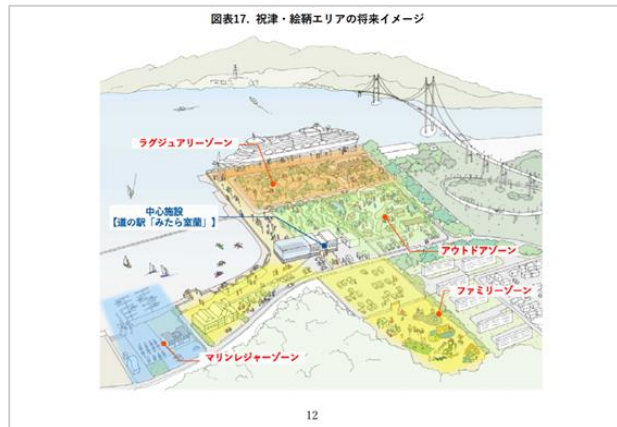 図表17. 祝津・絵鞆エリアの将来イメージ
ラグジュアリーゾーン
中心施設
【道の駅「みたら室蘭」】
アウトドアゾーン
ファミリーゾーン
マリンレジャーゾーン
12